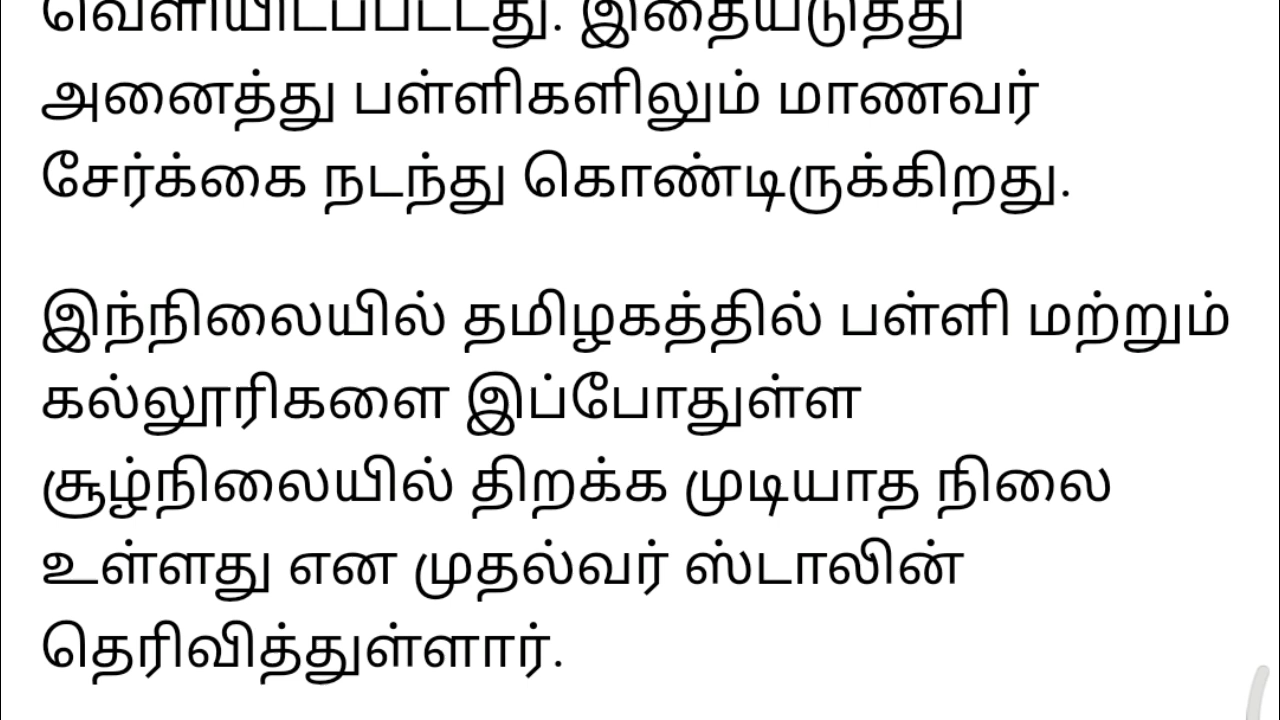 வெளியிடப்பட்டது. இதையடுத்து
அனைத்து பள்ளிகளிலும் மாணவர்
சேர்க்கை நடந்து கொண்டிருக்கிறது.
இந்நிலையில் தமிழகத்தில் பள்ளி மற்றும்
கல்லூரிகளை இப்போதுள்ள
சூழ்நிலையில் திறக்க முடியாத நிலை
உள்ளது என முதல்வர் ஸ்டாலின்
தெரிவித்துள்ளார்.